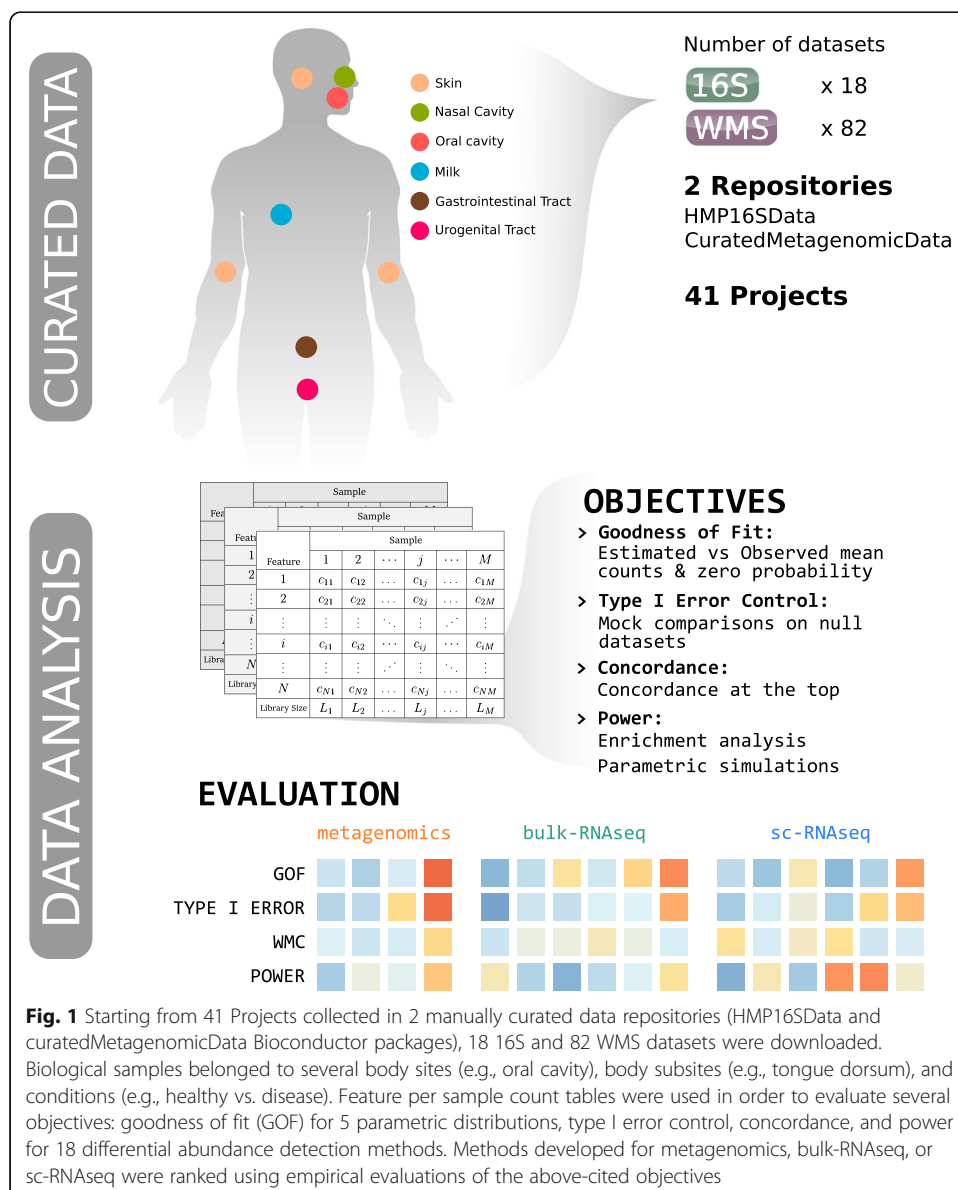 CURATED DATA
Skin
Nasal Cavity
Oral cavity
Milk
Gastrointestinal Tract
Urogenital Tract
Number of datasets
16S x 18
WMS x 82
2 Repositories
HMP16SData
CuratedMetagenomicData
41 Projects
DATA ANALYSIS
Sample
Fea
Libra
Sample
Featu
1
2
⋮
i
⋮
N
Library
Sample
Feature 1 2 ⋯ j ⋯ M
1 c11 c12 … c1j … c1M
2 c21 c22 … c2j … c2M
⋮ ⋮ ⋮ ⋱ ⋮ ⋰ ⋮
i ci1 ci2 ⋯ cij ⋯ ciM
⋮ ⋮ ⋮ ⋰ ⋮ ⋱ ⋮
N cN1 cN2 … cNj … cNM
Library Size L1 L2 … Lj … LM
OBJECTIVES
> Goodness of Fit:
Estimated vs Observed mean
counts & zero probability
> Type I Error Control:
Mock comparisons on null
datasets
> Concordance:
Concordance at the top
> Power:
Enrichment analysis
Parametric simulations
EVALUATION
metagenomics bulk-RNAseq sc-RNAseq
GOF
TYPE I ERROR
WMC
POWER
Fig. 1 Starting from 41 Projects collected in 2 manually curated data repositories (HMP16SData and
curatedMetagenomicData Bioconductor packages), 18 16S and 82 WMS datasets were downloaded.
Biological samples belonged to several body sites (e.g., oral cavity), body subsites (e.g., tongue dorsum), and
conditions (e.g., healthy vs. disease). Feature per sample count tables were used in order to evaluate several
objectives: goodness of fit (GOF) for 5 parametric distributions, type I error control, concordance, and power
for 18 differential abundance detection methods. Methods developed for metagenomics, bulk-RNAseq, or
sc-RNAseq were ranked using empirical evaluations of the above-cited objectives